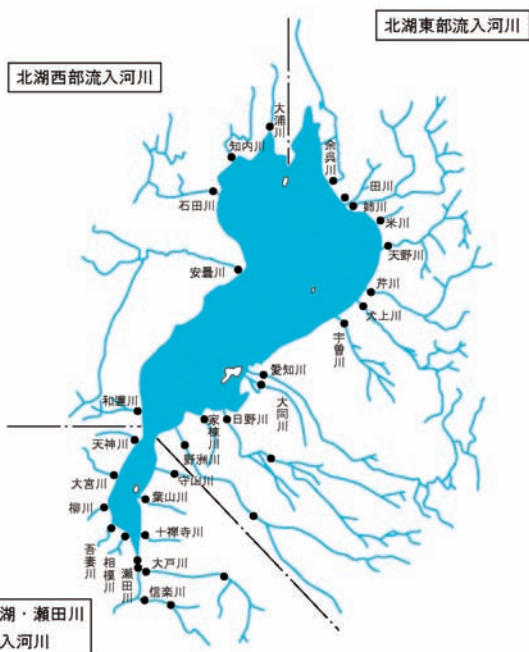 北湖東部流入河川
北湖西部流入河川
大浦川
知内川
余呉川
石田川
田川
姉川
米川
天野川
安曇川
芹川
犬上川
宇曽川
愛知川
大同川
和邇川
家棟川
日野川
天神川
野洲川
守山川
大宮川
葉山川
柳川
十禅寺川
吾妻川
相模川
瀬田川
大戸川
信楽川
湖・瀬田川
入河川